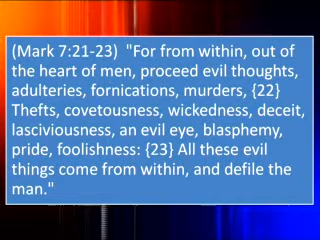 (Mark 7:21-23)  "For from within, out of
the heart of men, proceed evil thoughts,
adulteries, fornications, murders, {22}
Thefts, covetousness, wickedness, deceit,
lasciviousness, an evil eye, blasphemy,
pride, foolishness: {23} All these evil
things come from within, and defile the
man."